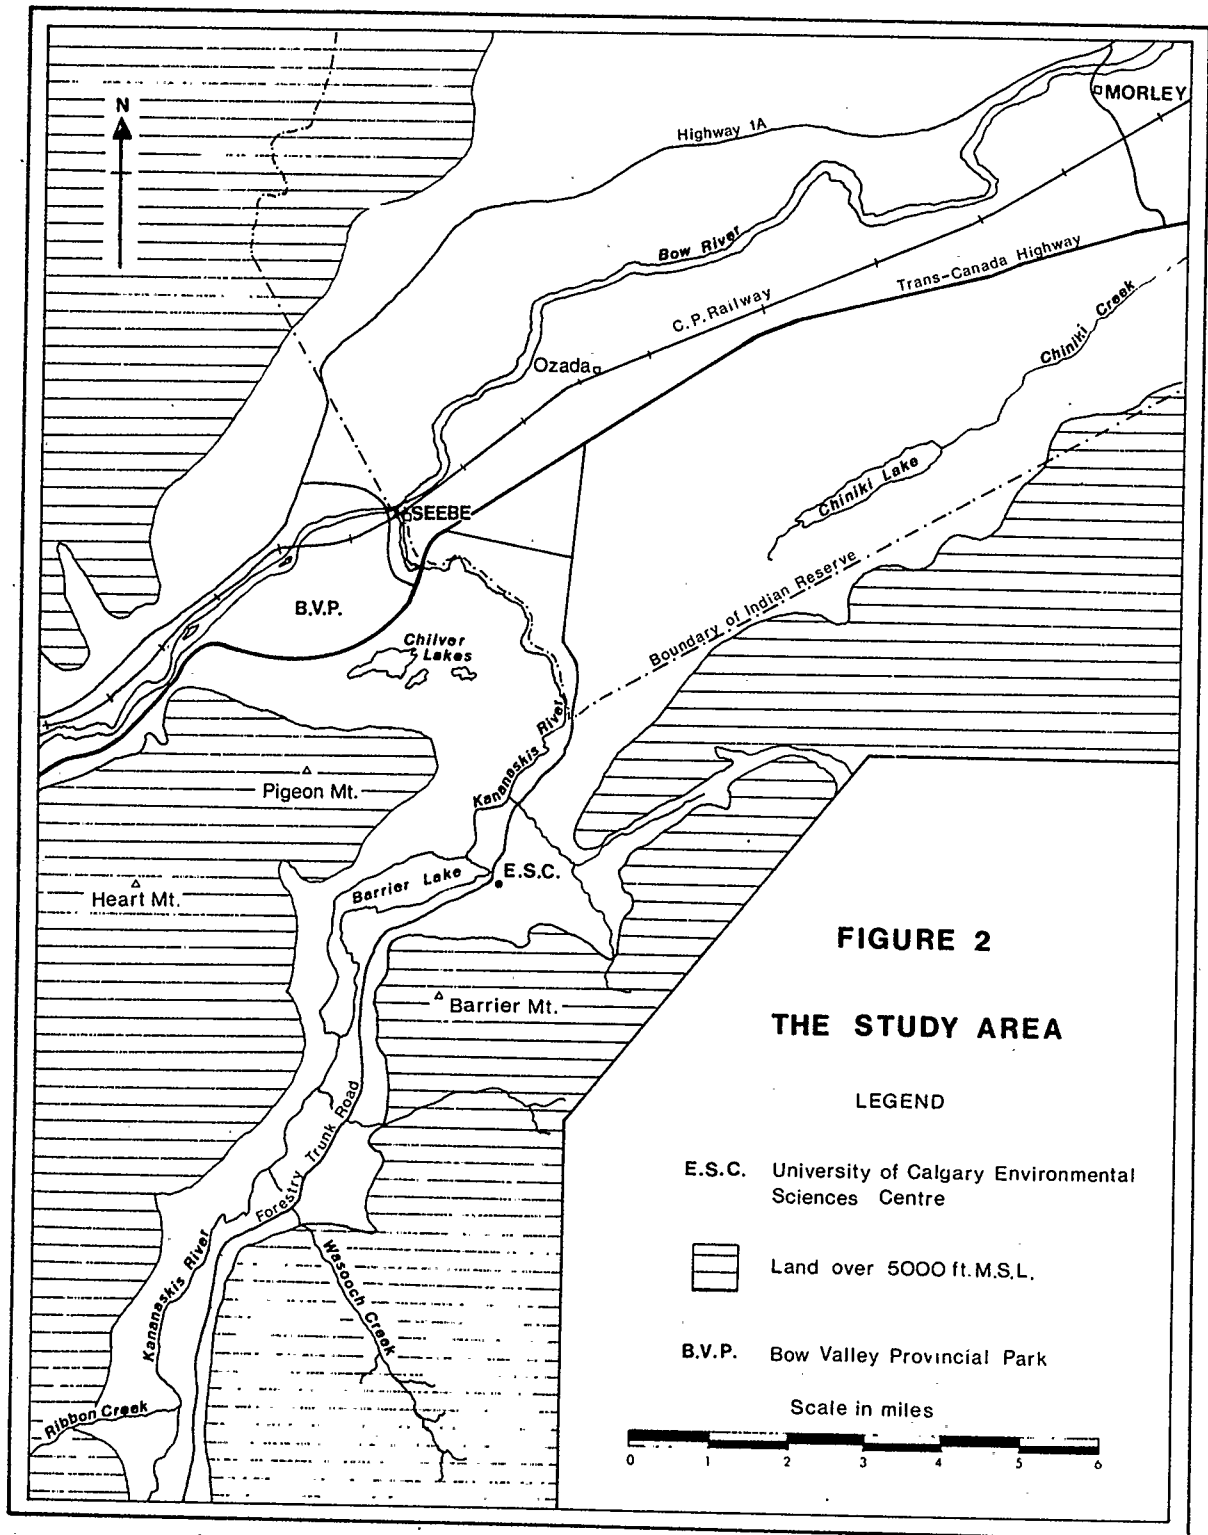 N
MORLEY
Highway 1A
Bow River
Trans-Canada Highway
C.P. Railway
Chiniki Creek
Ozada
Chiniki Lake
SEEBE
Boundary of Indian Reserve
B.V.P.
Chilver
Lakes
Kananaskis River
Pigeon Mt.
Heart Mt.
Barrier Lake
E.S.C.
Barrier Mt.
Forestry Trunk Road
Kananaskis River
Wasooch Creek
Ribbon Creek
FIGURE 2
THE STUDY AREA
LEGEND
E.S.C. University of Calgary Environmental
Sciences Centre
Land over 5000 ft. M.S.L.
B.V.P. Bow Valley Provincial Park
Scale in miles
0 1 2 3 4 5 6